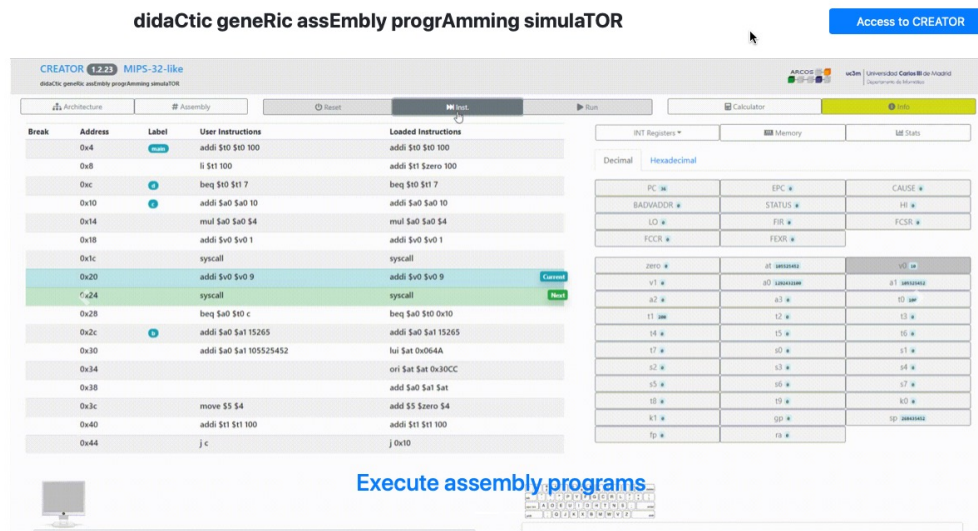 didaCtic geneRic assEmbly progrAmming simulaTOR
Access to CREATOR
CREATOR 1.2.23 MIPS-32-like
didaCtic geneRic assEmbly progrAmming simulaTOR
ARCOS
uc3m Universidad Carlos III de Madrid
Departamento de Informática
Architecture # Assembly Reset Inst. Run Calculator Info
Break Address Label User Instructions Loaded Instructions
0x4 main addi $t0 $t0 100 addi $t0 $t0 100
0x8 li $t1 100 addi $t1 $zero 100
0xc d beq $t0 $t1 7 beq $t0 $t1 7
0x10 c addi $a0 $a0 10 addi $a0 $a0 10
0x14 mul $a0 $a0 $4 mul $a0 $a0 $4
0x18 addi $v0 $v0 1 addi $v0 $v0 1
0x1c syscall syscall
0x20 addi $v0 $v0 9 addi $v0 $v0 9 Current
0x24 syscall syscall Next
0x28 beq $a0 $t0 c beq $a0 $t0 0x10
0x2c b addi $a0 $a1 15265 addi $a0 $a1 15265
0x30 addi $a0 $a1 105525452 lui $at 0x064A
0x34 ori $at $at 0x30CC
0x38 add $a0 $a1 $at
0x3c move $5 $4 add $5 $zero $4
0x40 addi $t1 $t1 100 addi $t1 $t1 100
0x44 j c j 0x10
INT Registers Memory Stats
Decimal Hexadecimal
PC EPC CAUSE
BADVADDR STATUS HI
LO FIR FCSR
FCCR FEXR
zero at v0
v1 a0 a1
a2 a3 t0
t1 t2 t3
t4 t5 t6
t7 s0 s1
s2 s3 s4
s5 s6 s7
t8 t9 k0
k1 gp sp
fp ra
Execute assembly programs